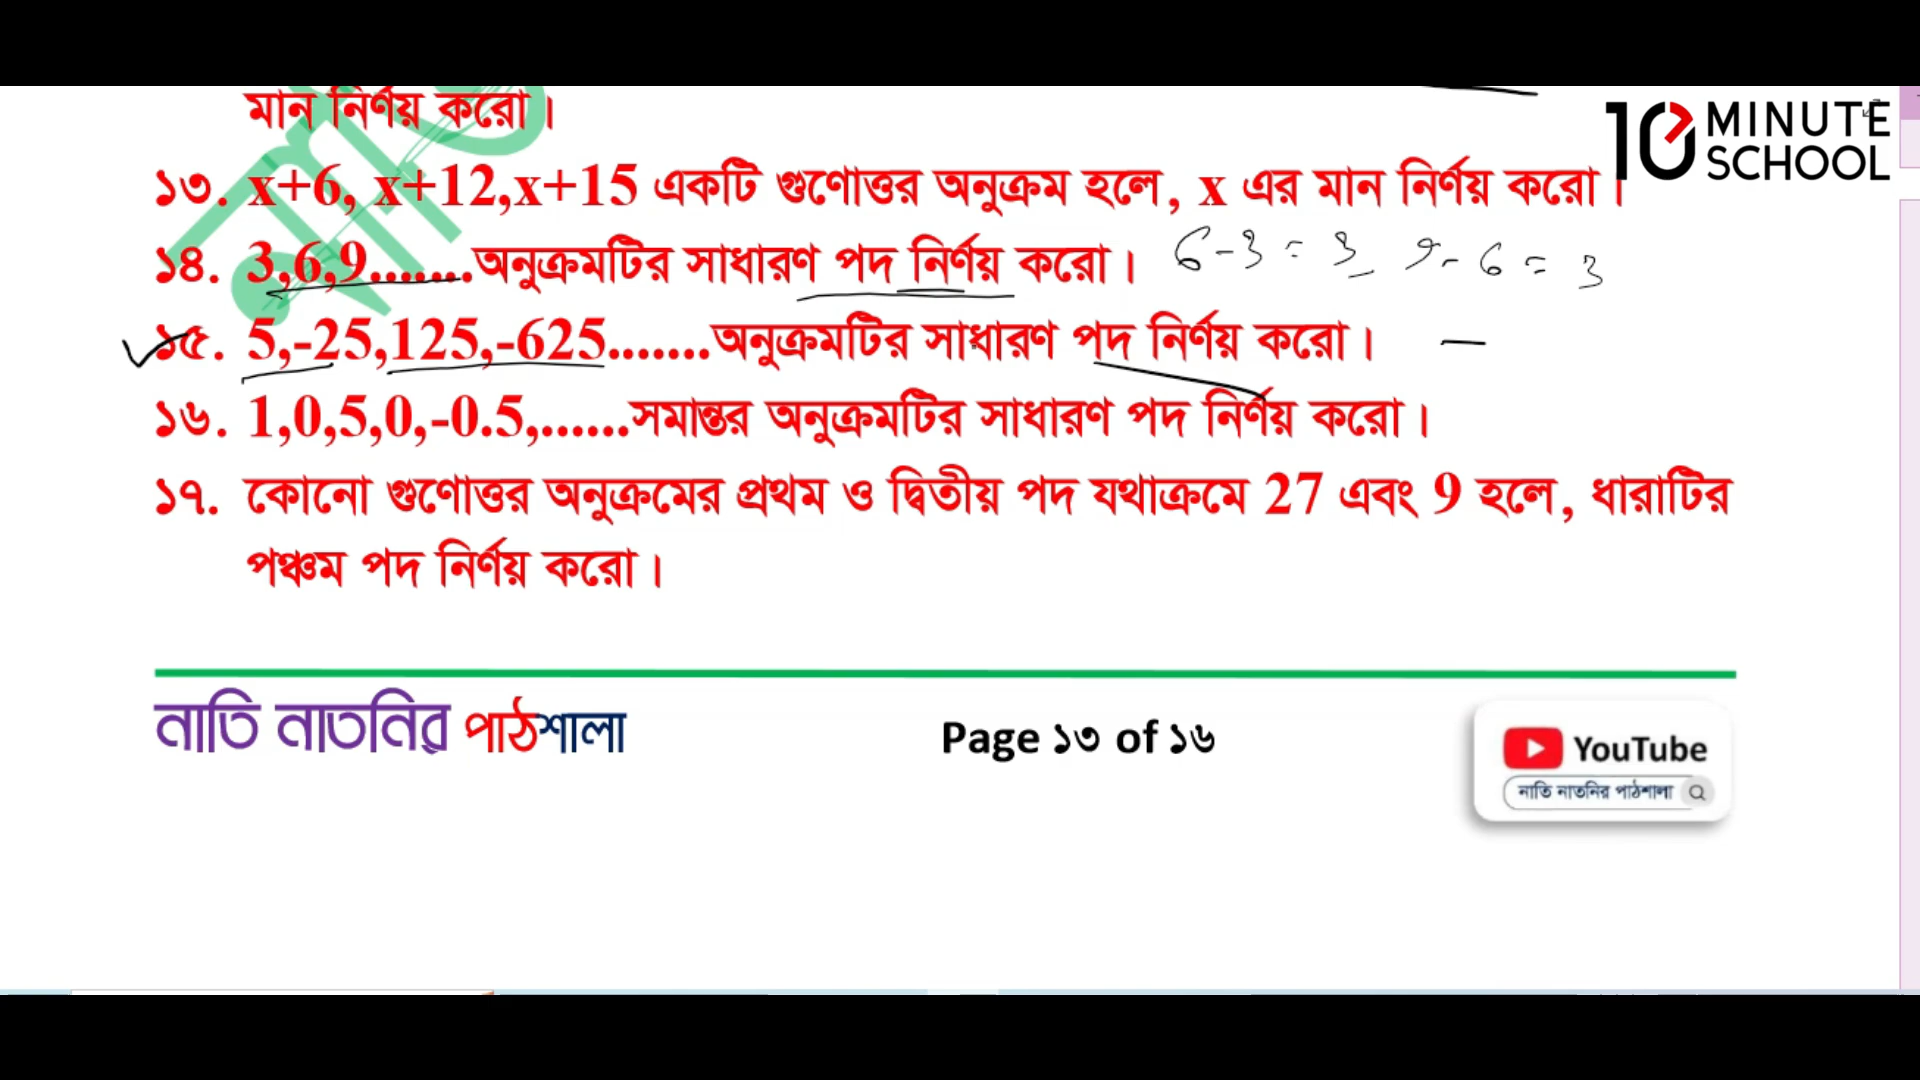 মান নির্ণয় করো।
10 MINUTE SCHOOL
১৩. x+6, x+12,x+15 একটি গুণোত্তর অনুক্রম হলে, x এর মান নির্ণয় করো।
১৪. 3,6,9.......অনুক্রমটির সাধারণ পদ নির্ণয় করো। 6-3 = 3 9-6 = 3
১৫. 5,-25,125,-625.......অনুক্রমটির সাধারণ পদ নির্ণয় করো। –
১৬. 1,0,5,0,-0.5,......সমান্তর অনুক্রমটির সাধারণ পদ নির্ণয় করো।
১৭. কোনো গুণোত্তর অনুক্রমের প্রথম ও দ্বিতীয় পদ যথাক্রমে 27 এবং 9 হলে, ধারাটির
পঞ্চম পদ নির্ণয় করো।
নাতি নাতনির পাঠশালা Page ১৩ of ১৬ YouTube
নাতি নাতনির পাঠশালা